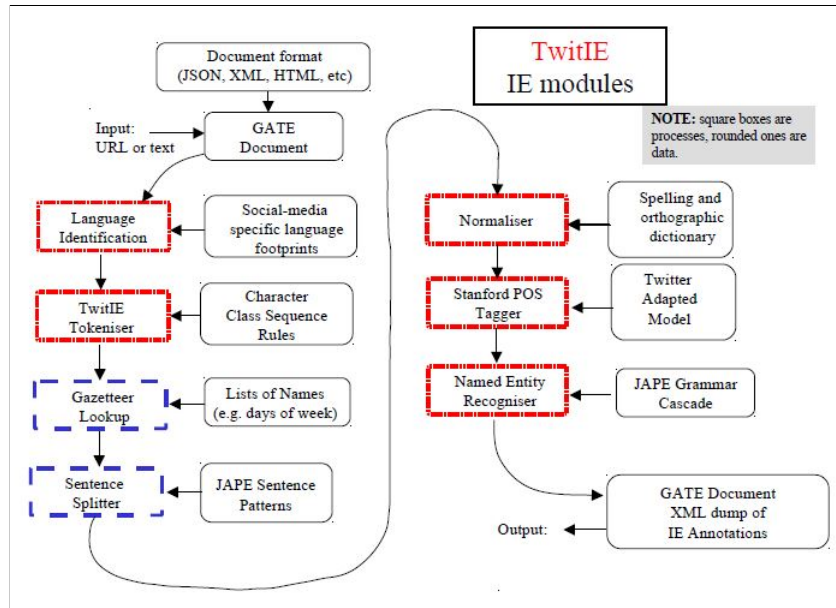 Document format
(JSON, XML, HTML, etc)
TwitIE
IE modules
NOTE: square boxes are
processes, rounded ones are
data.
Input:
URL or text
GATE
Document
Language
Identification
Social-media
specific language
footprints
TwitIE
Tokeniser
Character
Class Sequence
Rules
Gazetteer
Lookup
Lists of Names
(e.g. days of week)
Sentence
Splitter
JAPE Sentence
Patterns
Normaliser
Spelling and
orthographic
dictionary
Stanford POS
Tagger
Twitter
Adapted
Model
Named Entity
Recogniser
JAPE Grammar
Cascade
Output:
GATE Document
XML dump of
IE Annotations